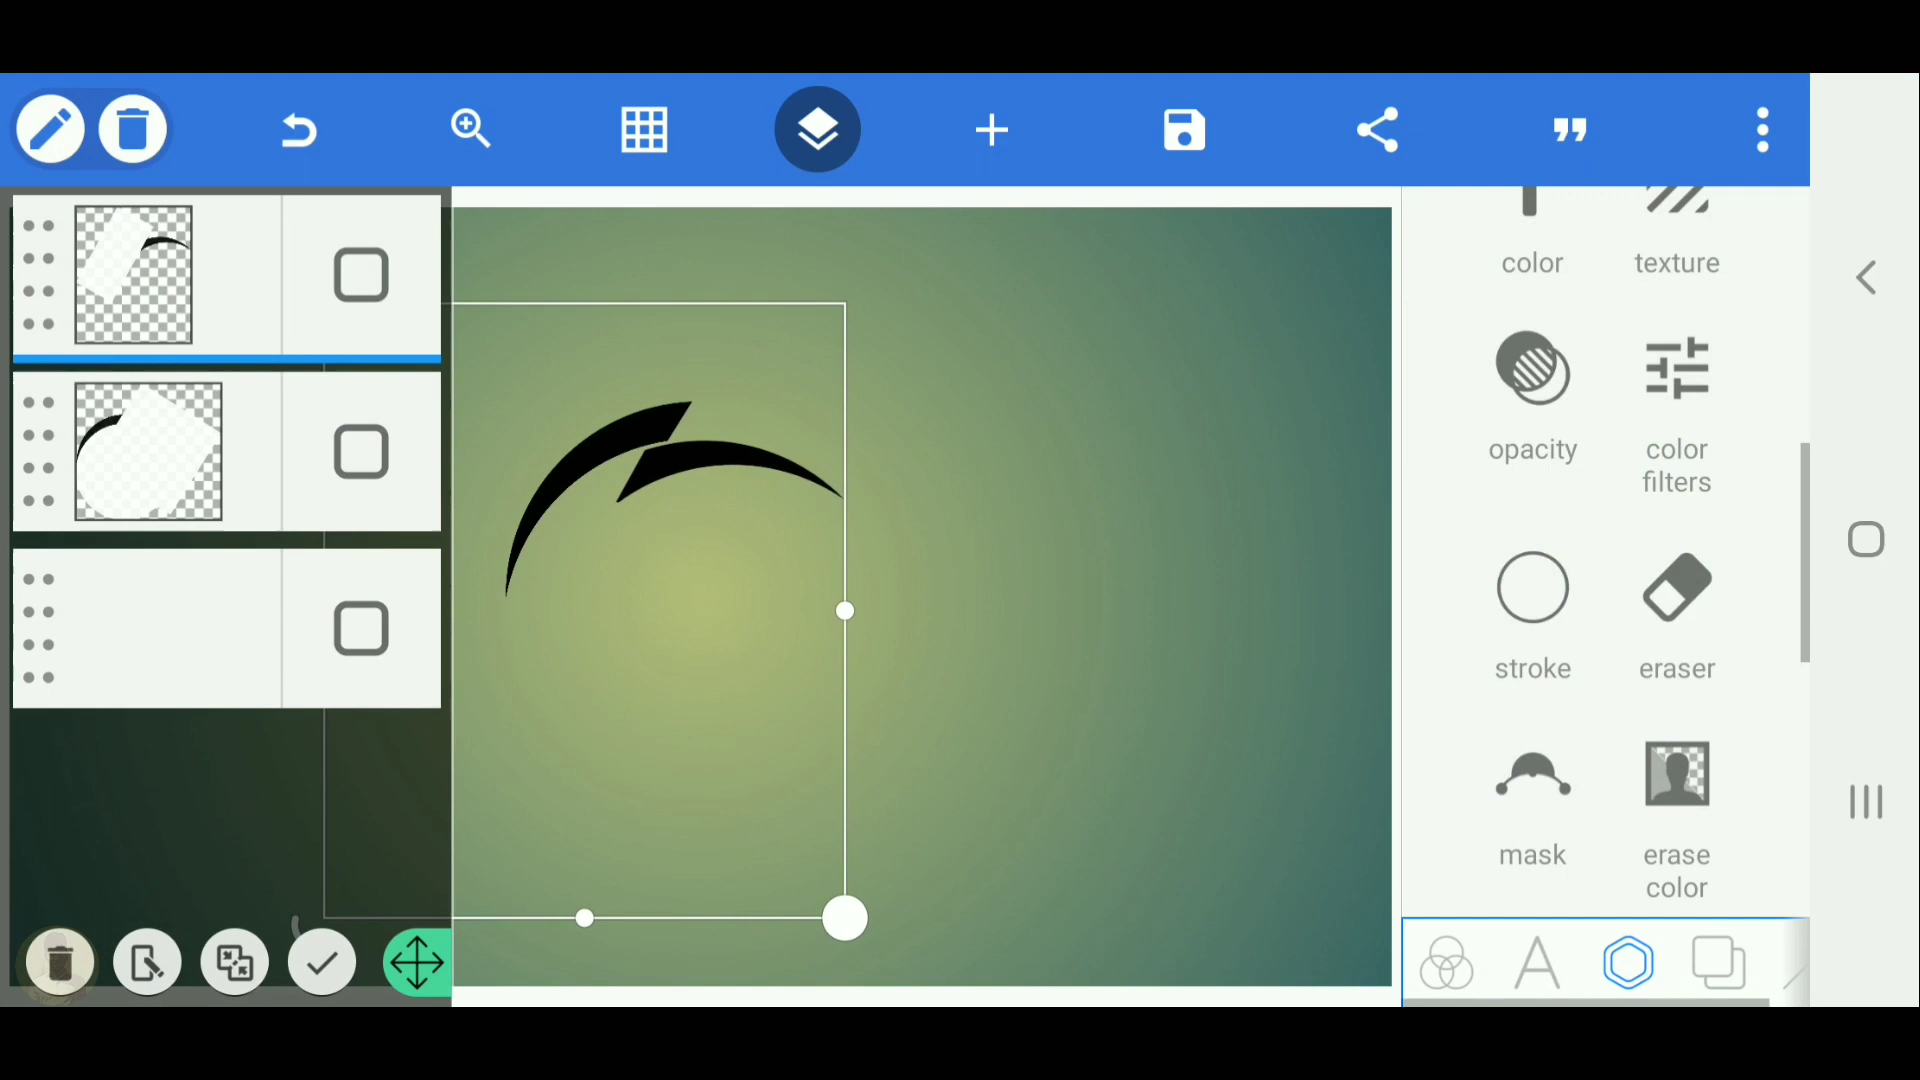 color texture
opacity color
filters
stroke eraser
mask erase
color